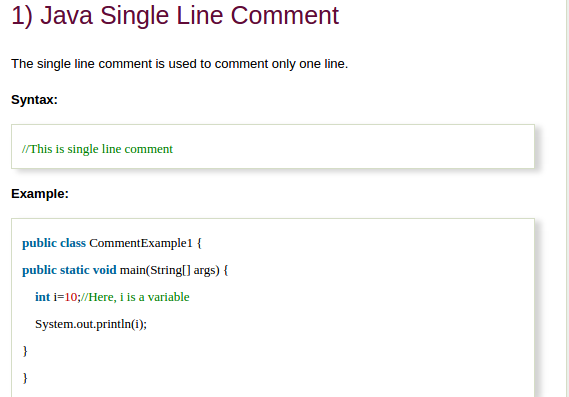 1) Java Single Line Comment
The single line comment is used to comment only one line.
Syntax:
//This is single line comment
Example:
public class CommentExample1 {
public static void main(String[] args) {
    int i=10;//Here, i is a variable
    System.out.println(i);
}
}